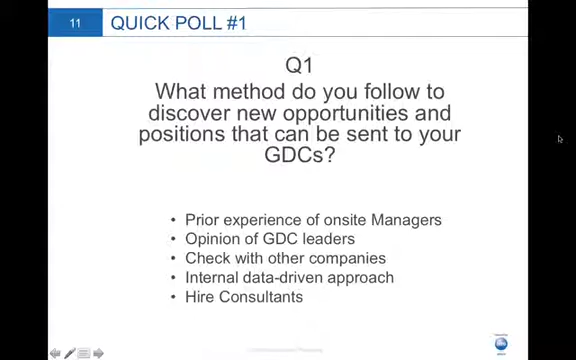 11 QUICK POLL #1
Q1
What method do you follow to
discover new opportunities and
positions that can be sent to your
GDCs?
• Prior experience of onsite Managers
• Opinion of GDC leaders
• Check with other companies
• Internal data-driven approach
• Hire Consultants